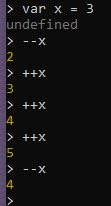 > var x = 3
undefined
> --x
2
> ++x
3
> ++x
4
> ++x
5
> --x
4
>